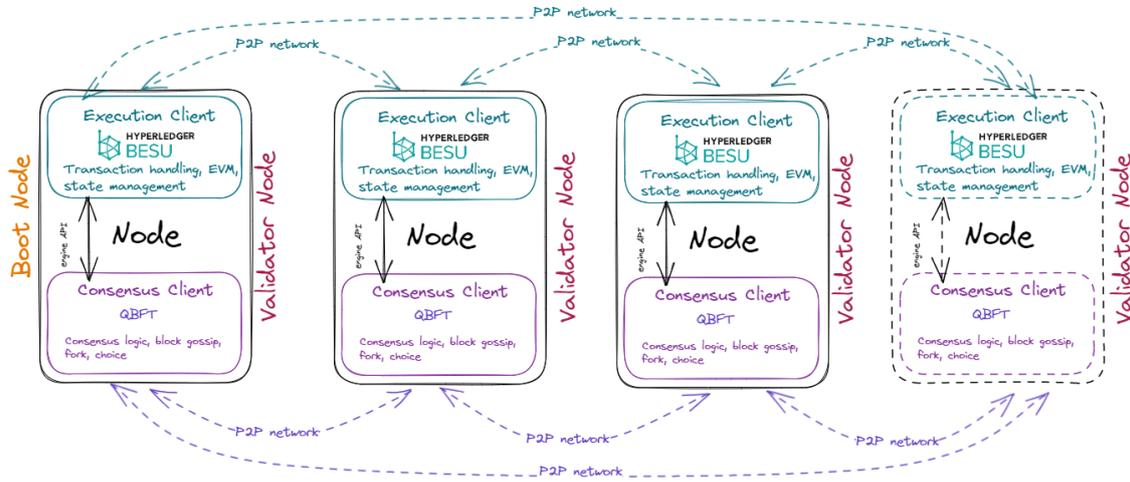 P2P network
P2P network
P2P network
P2P network
Boot Node
Execution Client
HYPERLEDGER
BESU
Transaction handling, EVM,
state management
engine API
Node
Consensus Client
QBFT
Consensus logic, block gossip,
fork, choice
Validator Node
Execution Client
HYPERLEDGER
BESU
Transaction handling, EVM,
state management
engine API
Node
Consensus Client
QBFT
Consensus logic, block gossip,
fork, choice
Validator Node
Execution Client
HYPERLEDGER
BESU
Transaction handling, EVM,
state management
engine API
Node
Consensus Client
QBFT
Consensus logic, block gossip,
fork, choice
Validator Node
Execution Client
HYPERLEDGER
BESU
Transaction handling, EVM,
state management
engine API
Node
Consensus Client
QBFT
Consensus logic, block gossip,
fork, choice
Validator Node
P2P network
P2P network
P2P network
P2P network